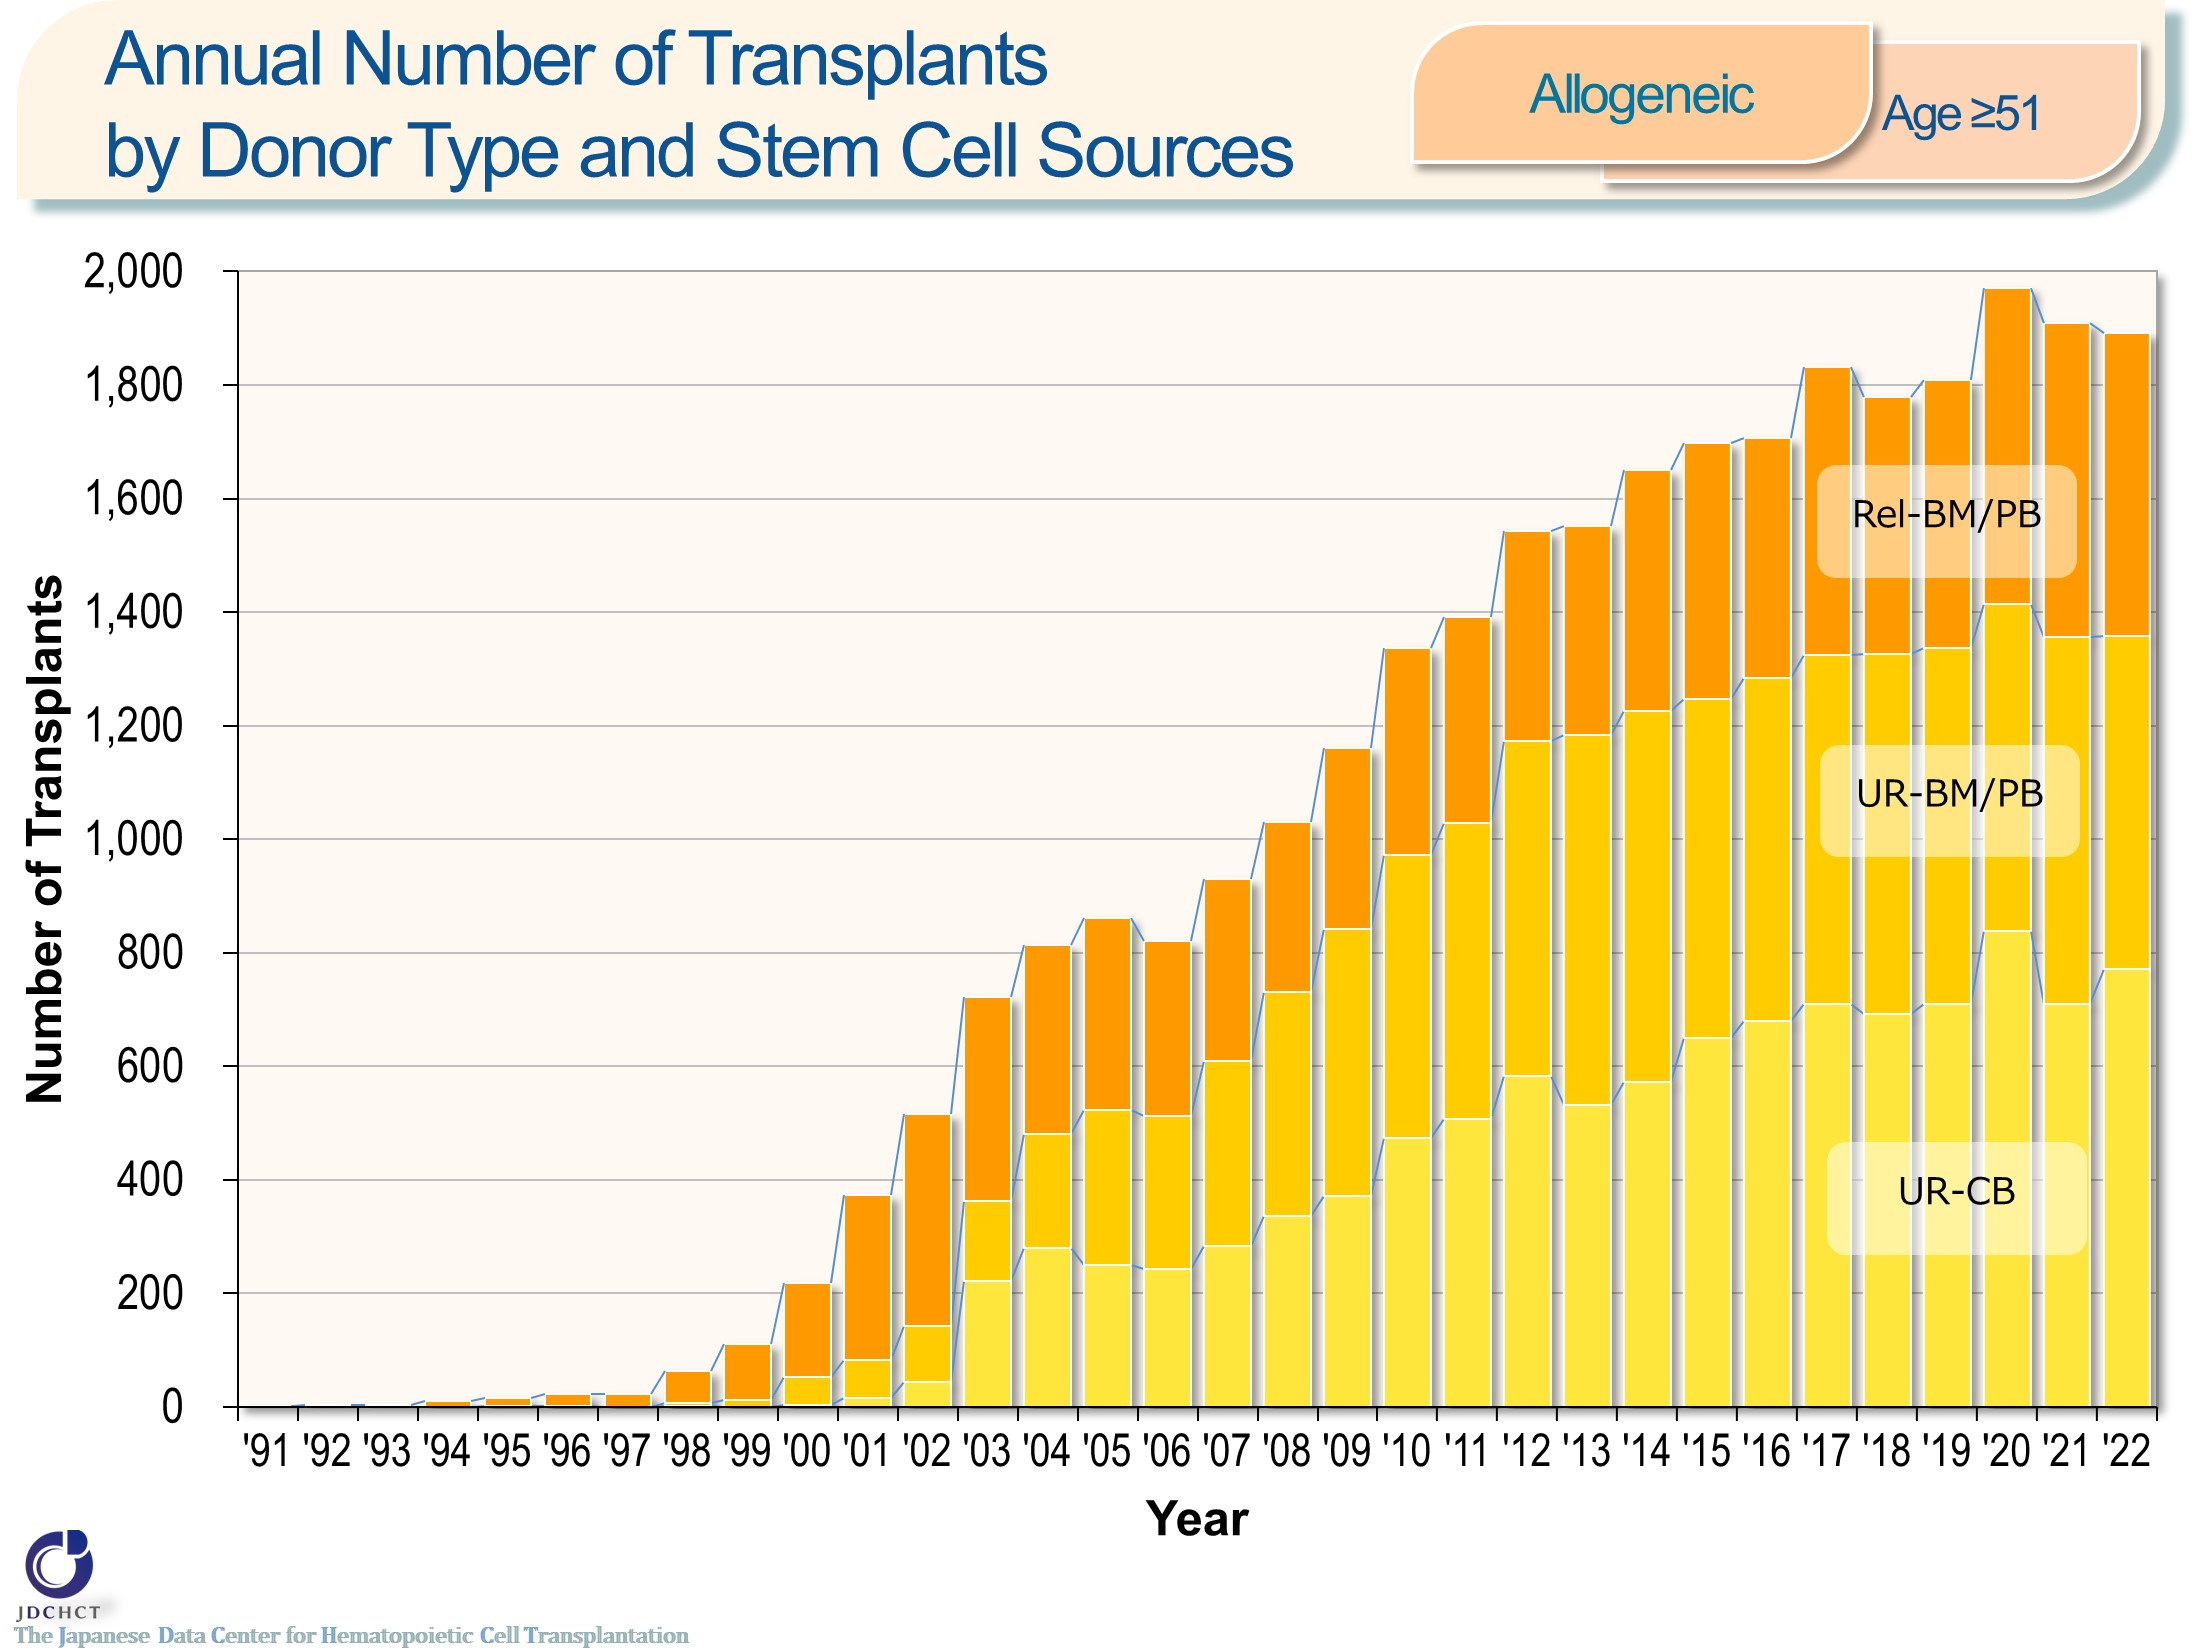 Annual Number of Transplants
by Donor Type and Stem Cell Sources
Allogeneic
Age ≥51
2,000
1,800
1,600
1,400
1,200
1,000
800
600
400
200
0
Number of Transplants
Rel-BM/PB
UR-BM/PB
UR-CB
'91 '92 '93 '94 '95 '96 '97 '98 '99 '00 '01 '02 '03 '04 '05 '06 '07 '08 '09 '10 '11 '12 '13 '14 '15 '16 '17 '18 '19 '20 '21 '22
Year
JDCHCT
The Japanese Data Center for Hematopoietic Cell Transplantation